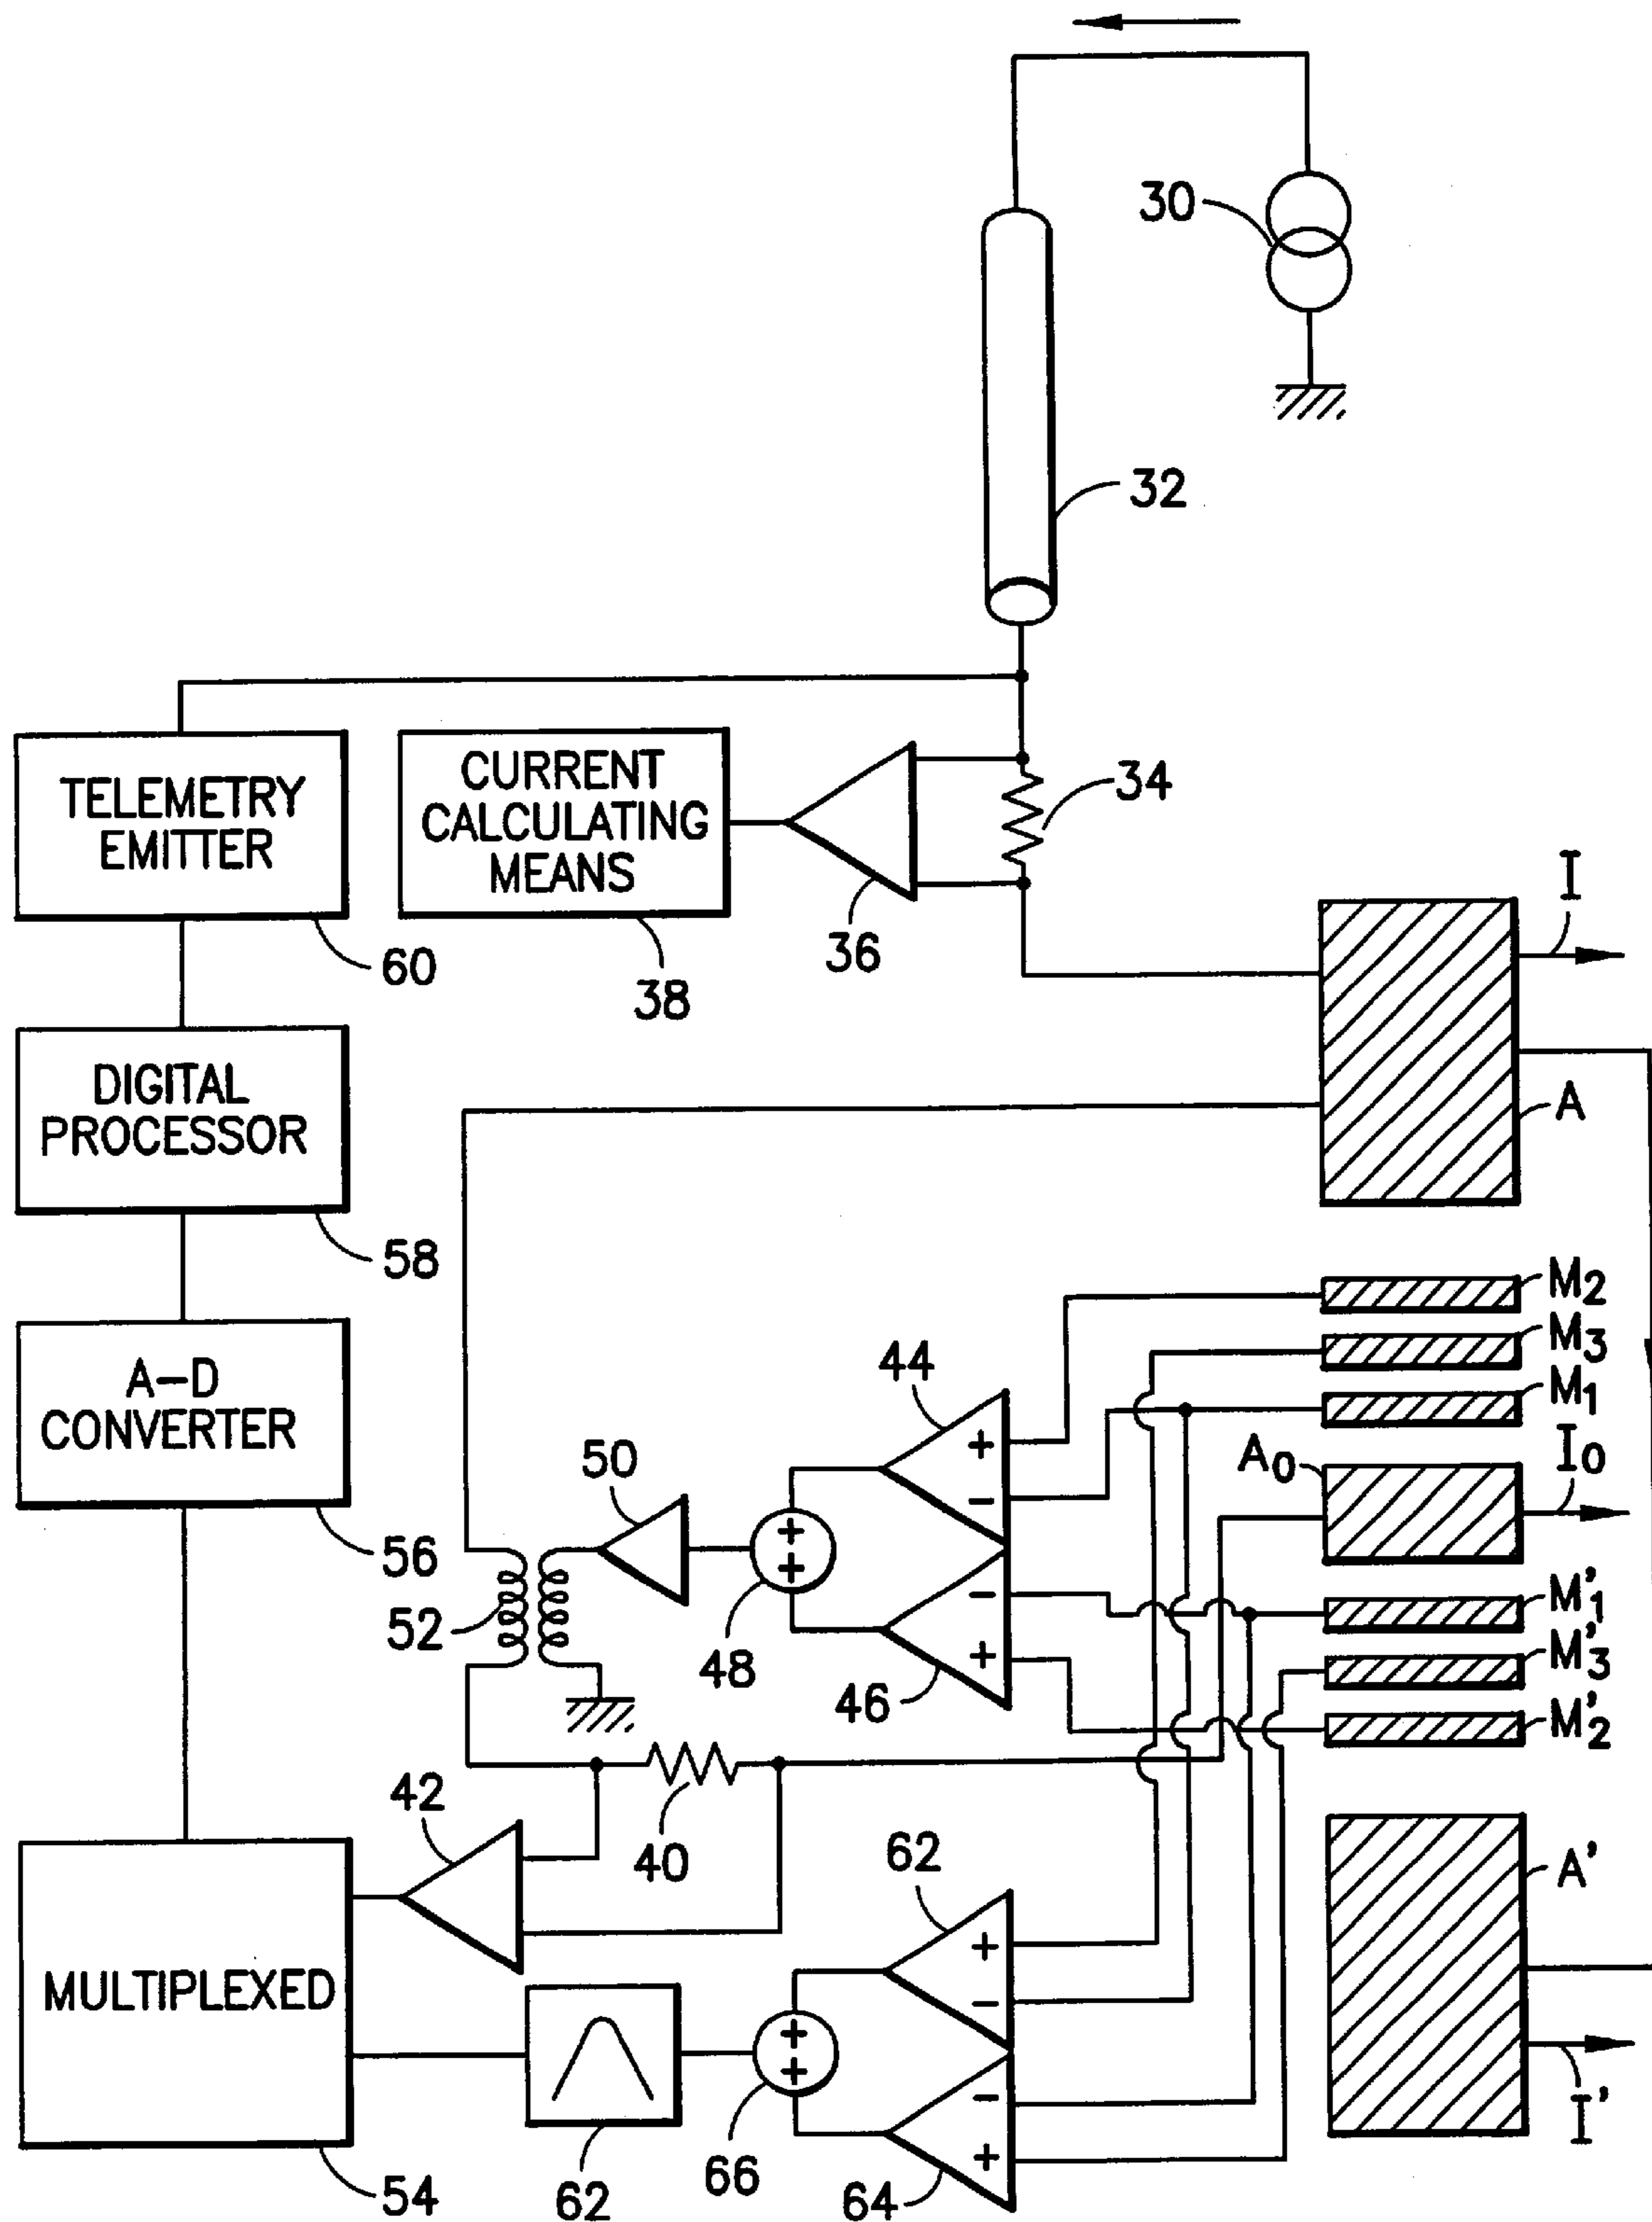 30
32
TELEMETRY
EMITTER
60
CURRENT
CALCULATING
MEANS
38
36
34
I
A
DIGITAL
PROCESSOR
58
A-D
CONVERTER
56
M2
M3
M1
A0
I0
M'1
M'3
M'2
44
+
−
50
+
+
48
52
−
+
46
42
40
A'
I'
62
+
−
MULTIPLEXED
54
62
+
+
66
−
+
64